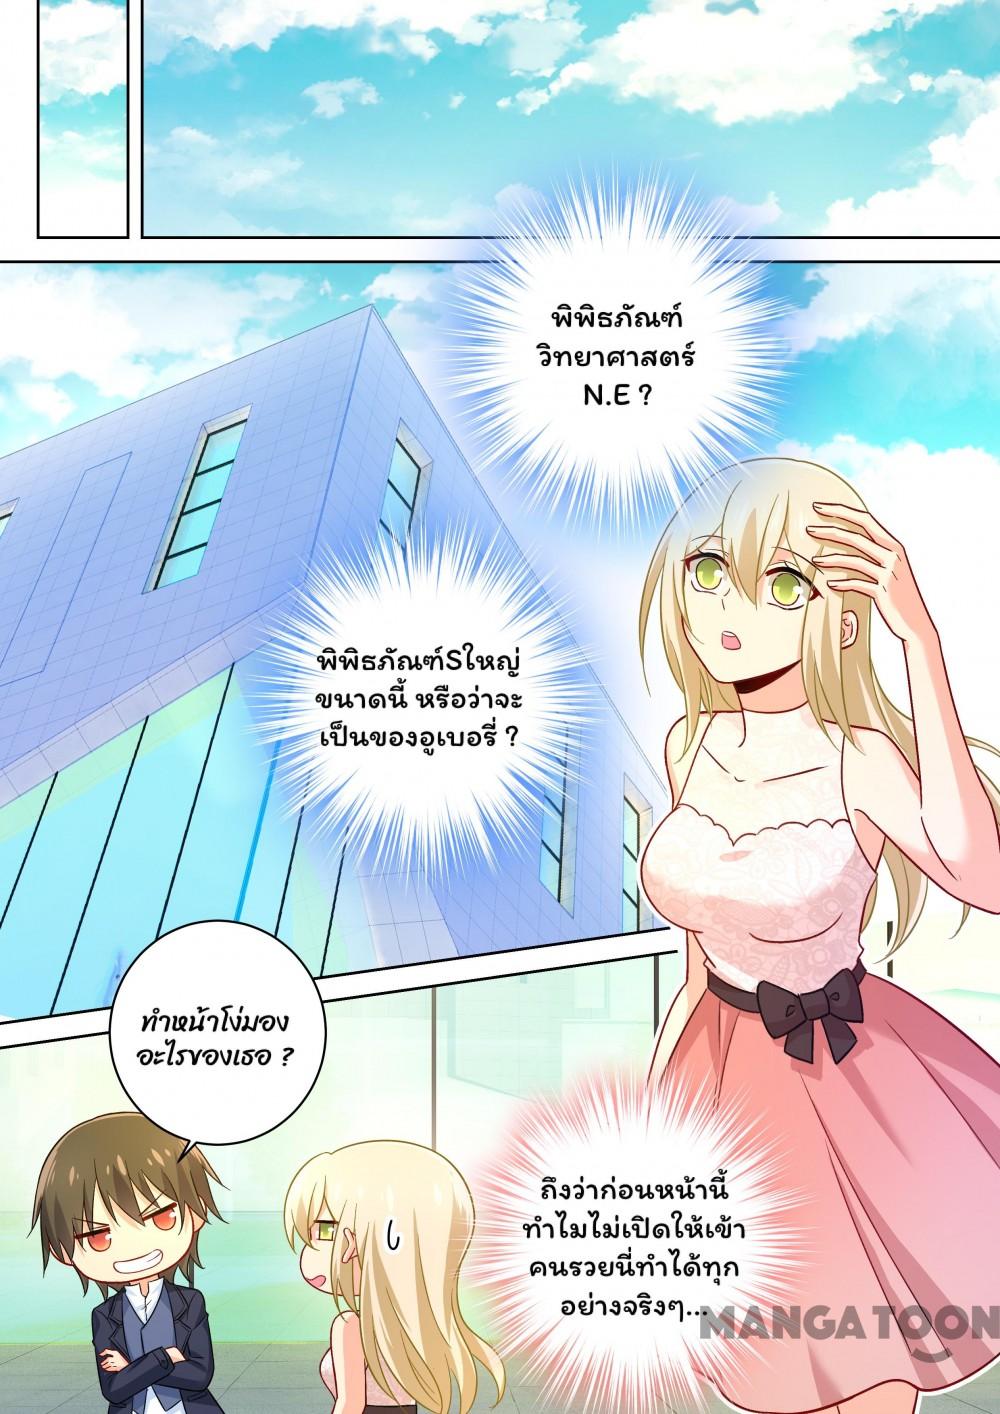 พิพิธภัณฑ์
วิทยาศาสตร์
N.E ?
พิพิธภัณฑ์Sใหญ่
ขนาดนี้ หรือว่าจะ
เป็นของอูเบอรี่ ?
ทำหน้าโง่มอง
อะไรของเธอ ?
ถึงว่าก่อนหน้านี้
ทำไมไม่เปิดให้เข้า
คนรวยนี่ทำได้ทุก
อย่างจริงๆ...
MANGATOON